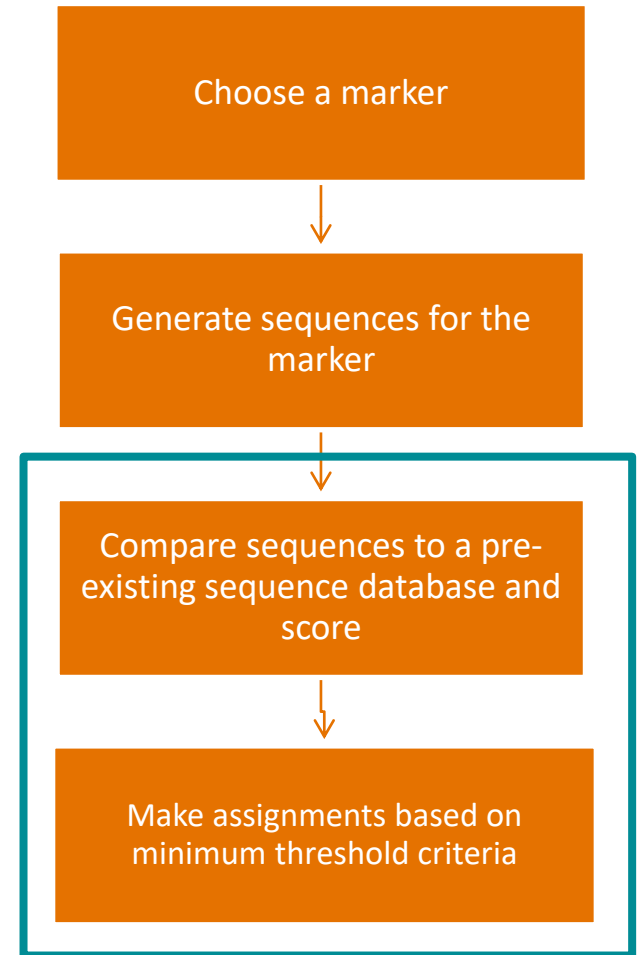 Choose a marker
Generate sequences for the
marker
Compare sequences to a pre-
existing sequence database and
score
Make assignments based on
minimum threshold criteria